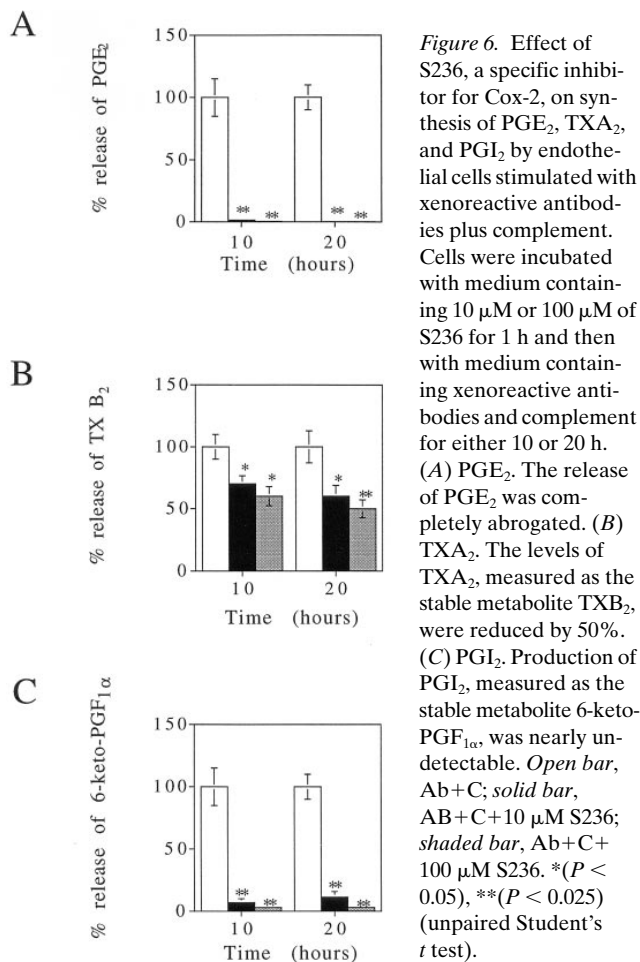 A
% release of PGE2
150
100
50
0
** **
** **
10
20
Time (hours)
B
% release of TX B2
150
100
50
0
* *
* **
10
20
Time (hours)
C
% release of 6-keto-PGF1α
150
100
50
0
** **
** **
10
20
Time (hours)
Figure 6. Effect of
S236, a specific inhibi-
tor for Cox-2, on syn-
thesis of PGE2, TXA2,
and PGI2 by endothe-
lial cells stimulated with
xenoreactive antibod-
ies plus complement.
Cells were incubated
with medium contain-
ing 10 μM or 100 μM of
S236 for 1 h and then
with medium contain-
ing xenoreactive anti-
bodies and complement
for either 10 or 20 h.
(A) PGE2. The release
of PGE2 was com-
pletely abrogated. (B)
TXA2. The levels of
TXA2, measured as the
stable metabolite TXB2,
were reduced by 50%.
(C) PGI2. Production of
PGI2, measured as the
stable metabolite 6-keto-
PGF1α, was nearly un-
detectable. Open bar,
Ab+C; solid bar,
AB+C+10 μM S236;
shaded bar, Ab+C+
100 μM S236. *(P <
0.05), **(P < 0.025)
(unpaired Student's
t test).